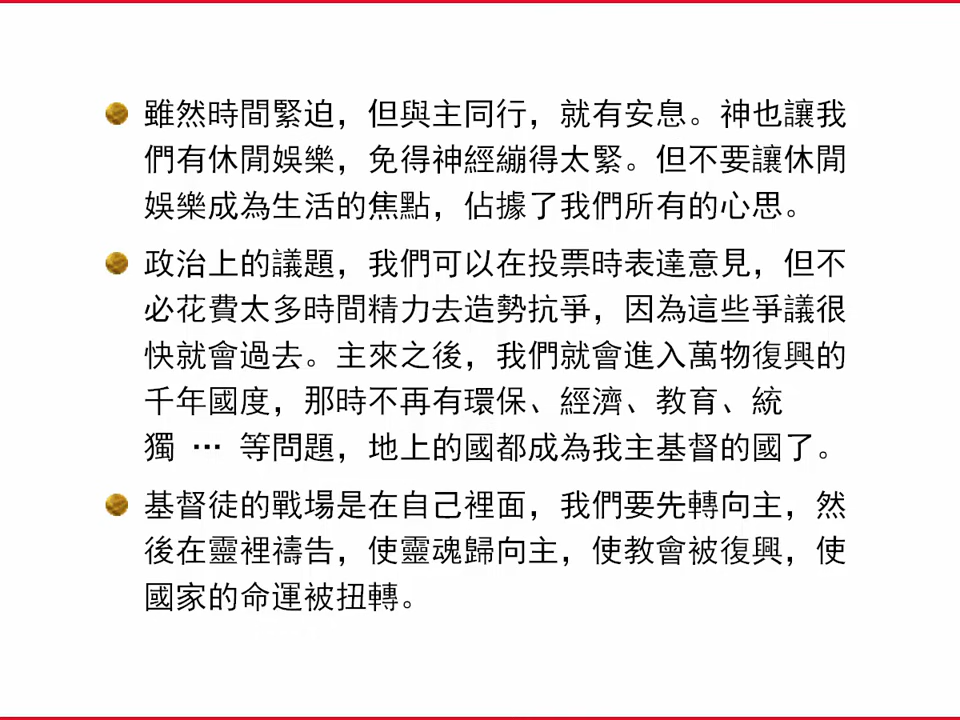 雖然時間緊迫，但與主同行，就有安息。神也讓我
們有休閒娛樂，免得神經繃得太緊。但不要讓休閒
娛樂成為生活的焦點，佔據了我們所有的心思。
政治上的議題，我們可以在投票時表達意見，但不
必花費太多時間精力去造勢抗爭，因為這些爭議很
快就會過去。主來之後，我們就會進入萬物復興的
千年國度，那時不再有環保、經濟、教育、統
獨 … 等問題，地上的國都成為我主基督的國了。
基督徒的戰場是在自己裡面，我們要先轉向主，然
後在靈裡禱告，使靈魂歸向主，使教會被復興，使
國家的命運被扭轉。